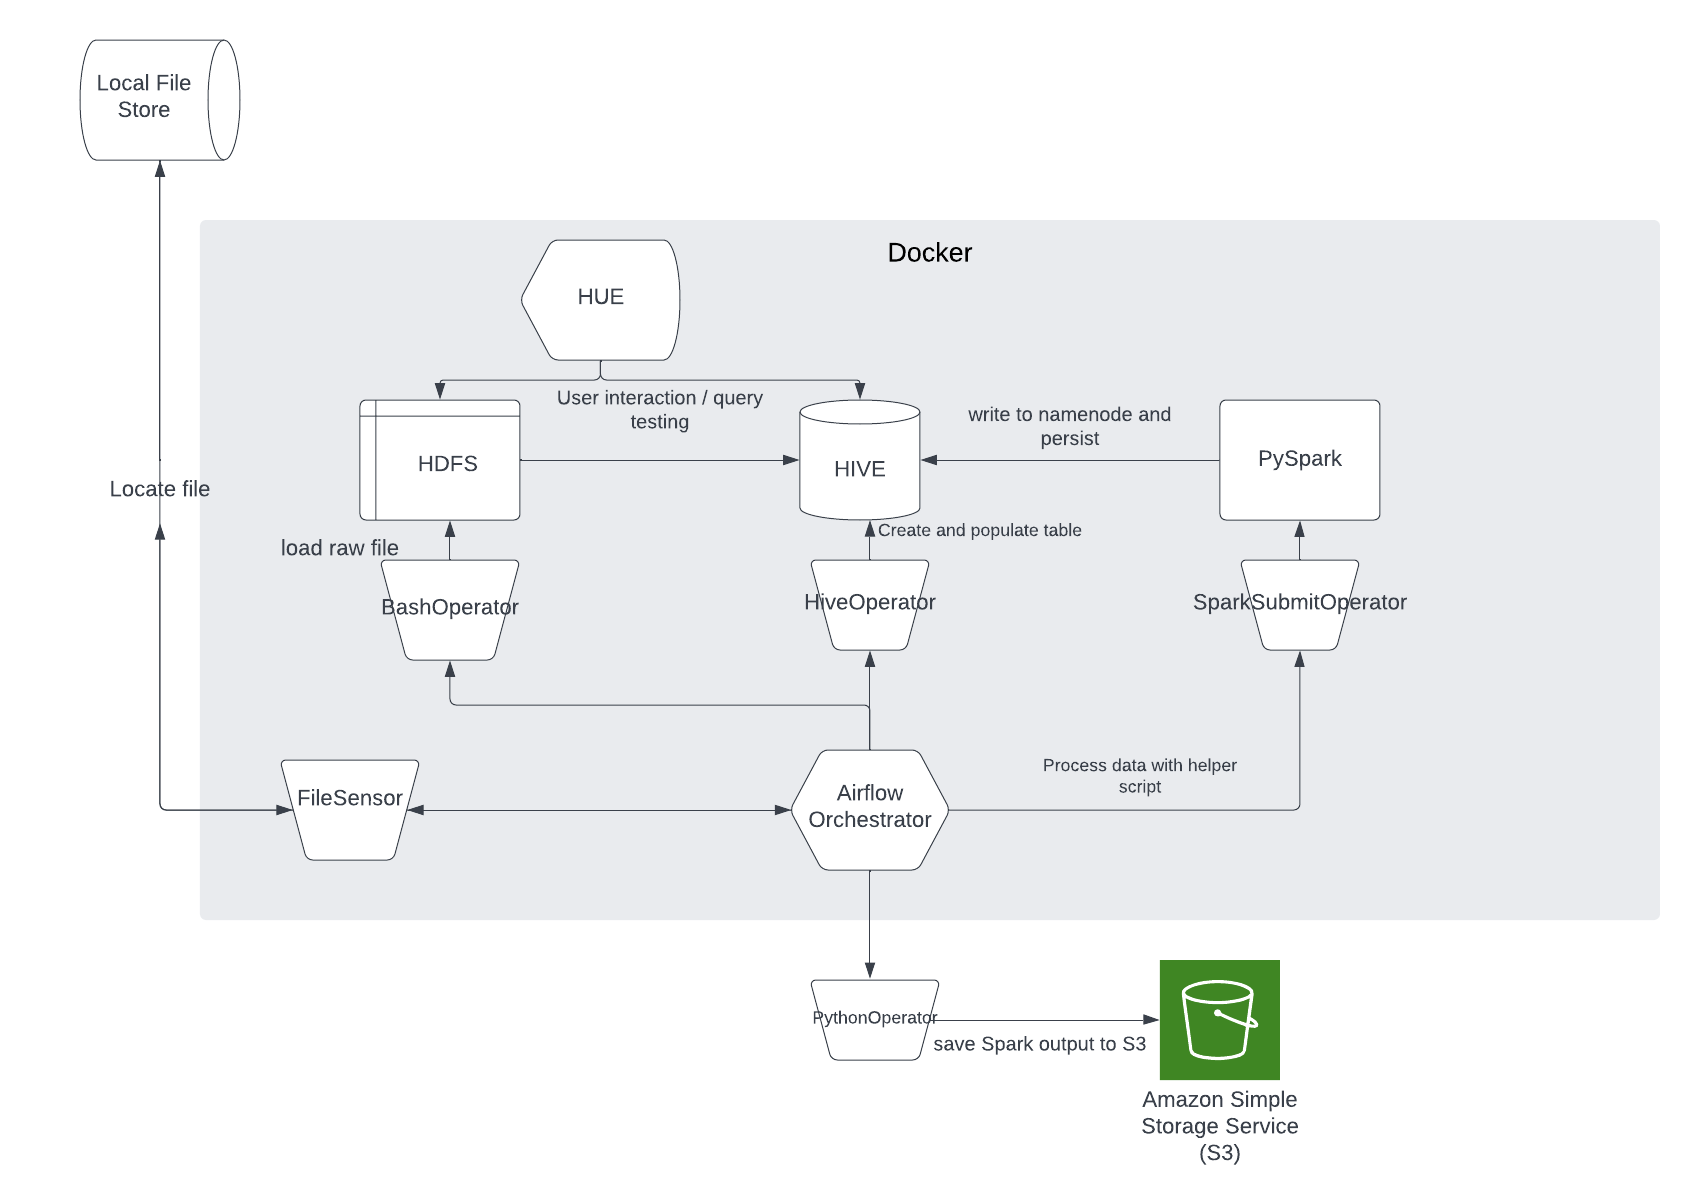 Local File
Store
Docker
HUE
User interaction / query
testing
write to namenode and
persist
HDFS
HIVE
PySpark
Locate file
load raw file
Create and populate table
BashOperator
HiveOperator
SparkSubmitOperator
FileSensor
Airflow
Orchestrator
Process data with helper
script
PythonOperator
save Spark output to S3
Amazon Simple
Storage Service
(S3)